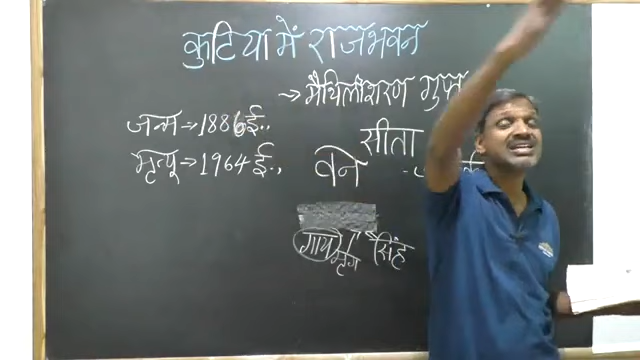 कुटिया में राजभवन
→ मैथिलीशरण गुप्त
जन्म → 1886 ई.,
मृत्यू → 1964 ई.,
सीता
वने
सिंह
मृग